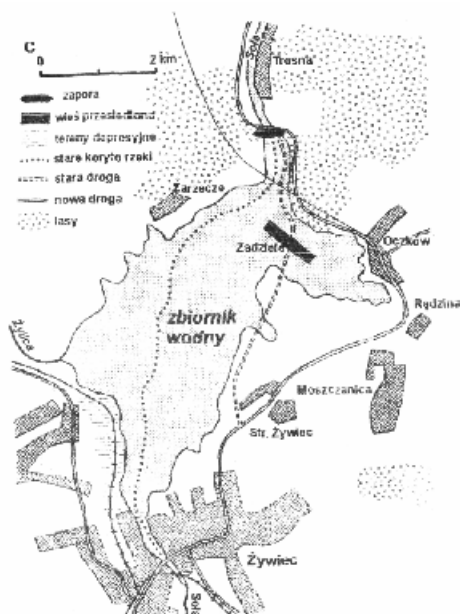 C
0 2 km
zapora
wieś przesiedlona
tereny depresyjne
stare koryto rzeki
stara droga
nowa droga
lasy
Soła
Tresna
Zarzecze
Zadziele
Oczków
Rędzina
zbiornik
wodny
Żylica
Moszczanica
Str. Żywiec
Żywiec
Soła